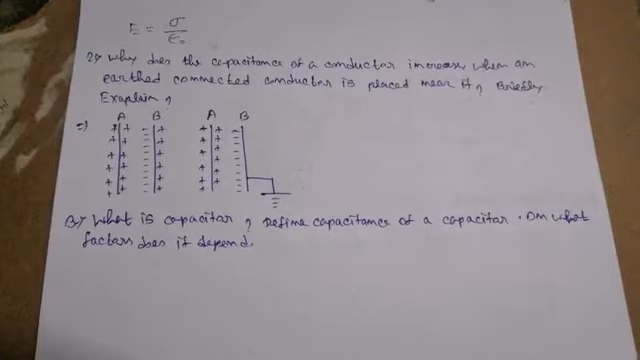 E = σ/ε₀
2) Why does the capacitance of a conductor increase when an
earthed connected conductor is placed near it, Briefly
Exaplain,
A B A B
=)
3) What is capacitor, Define capacitance of a capacitor. On what
factors does it depend.